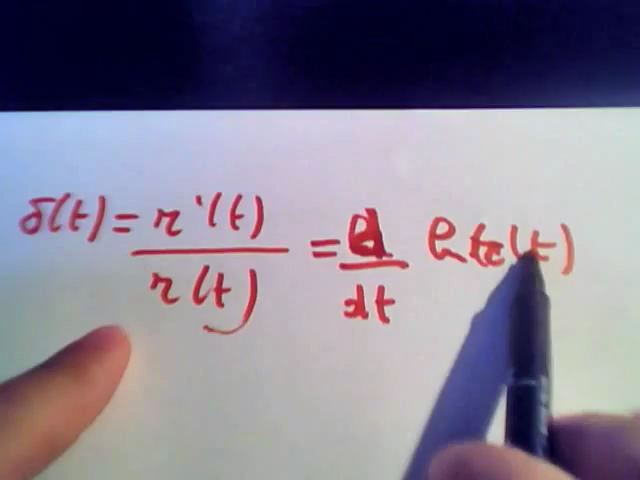 δ(t) = r'(t) / r(t) = d / dt ln(r(t)